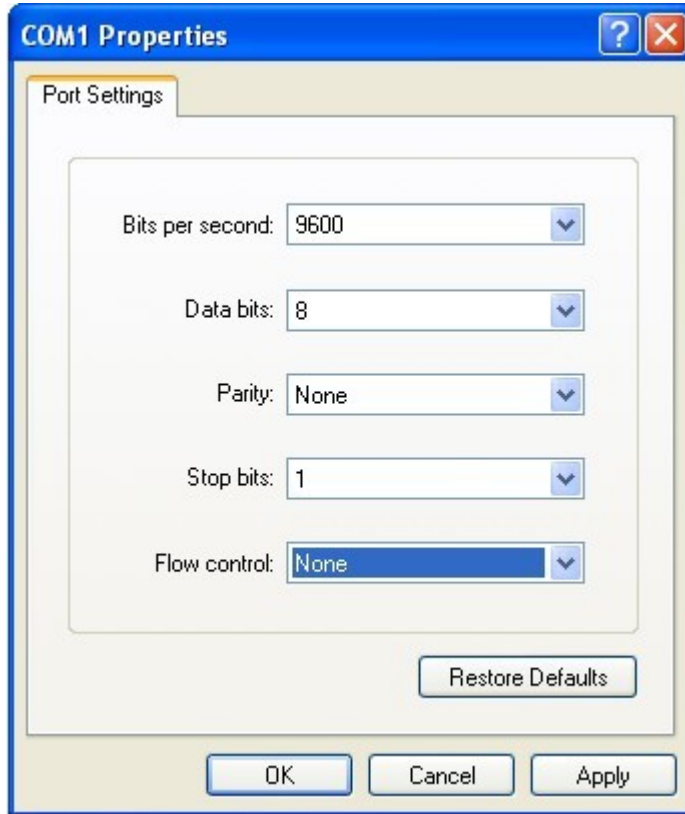 COM1 Properties
Port Settings
Bits per second: 9600
Data bits: 8
Parity: None
Stop bits: 1
Flow control: None
Restore Defaults
OK Cancel Apply